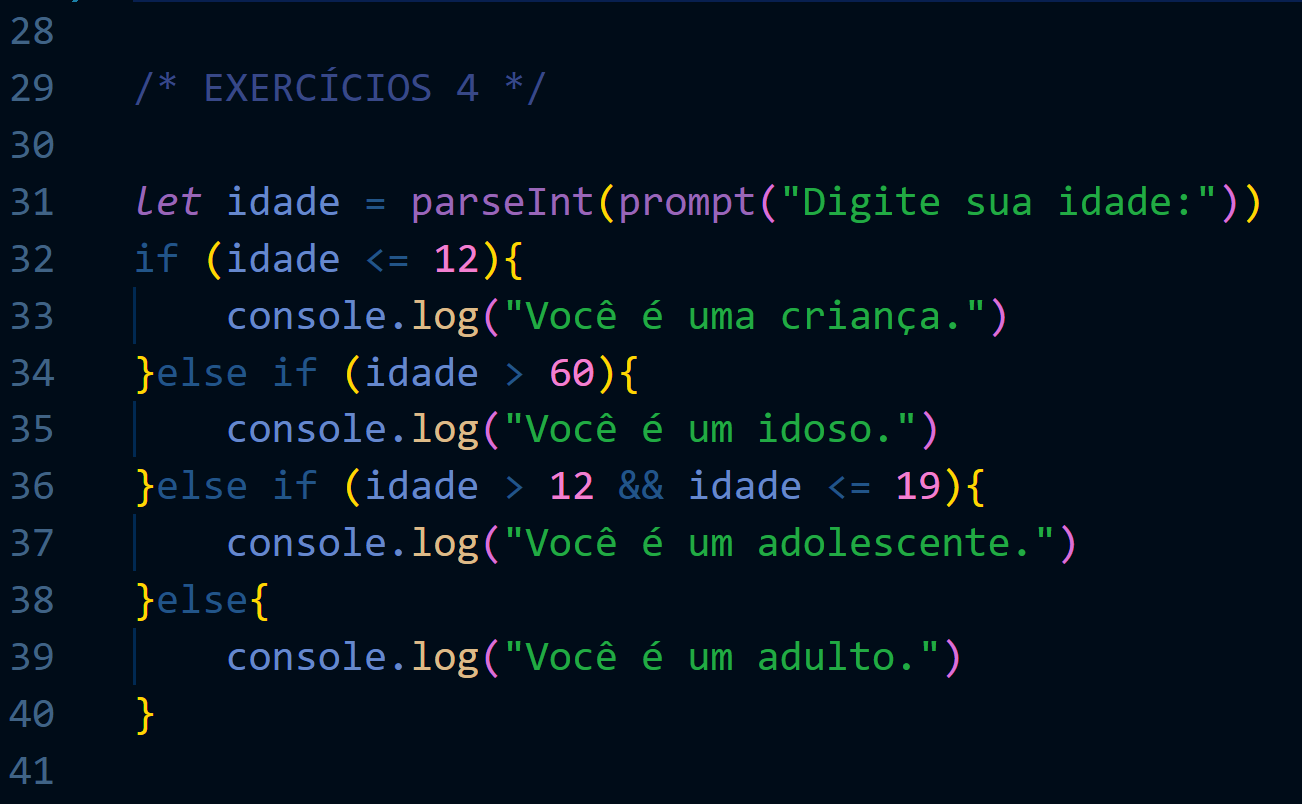 28
29 /* EXERCÍCIOS 4 */
30
31 let idade = parseInt(prompt("Digite sua idade:"))
32 if (idade <= 12){
33     console.log("Você é uma criança.")
34 }else if (idade > 60){
35     console.log("Você é um idoso.")
36 }else if (idade > 12 && idade <= 19){
37     console.log("Você é um adolescente.")
38 }else{
39     console.log("Você é um adulto.")
40 }
41